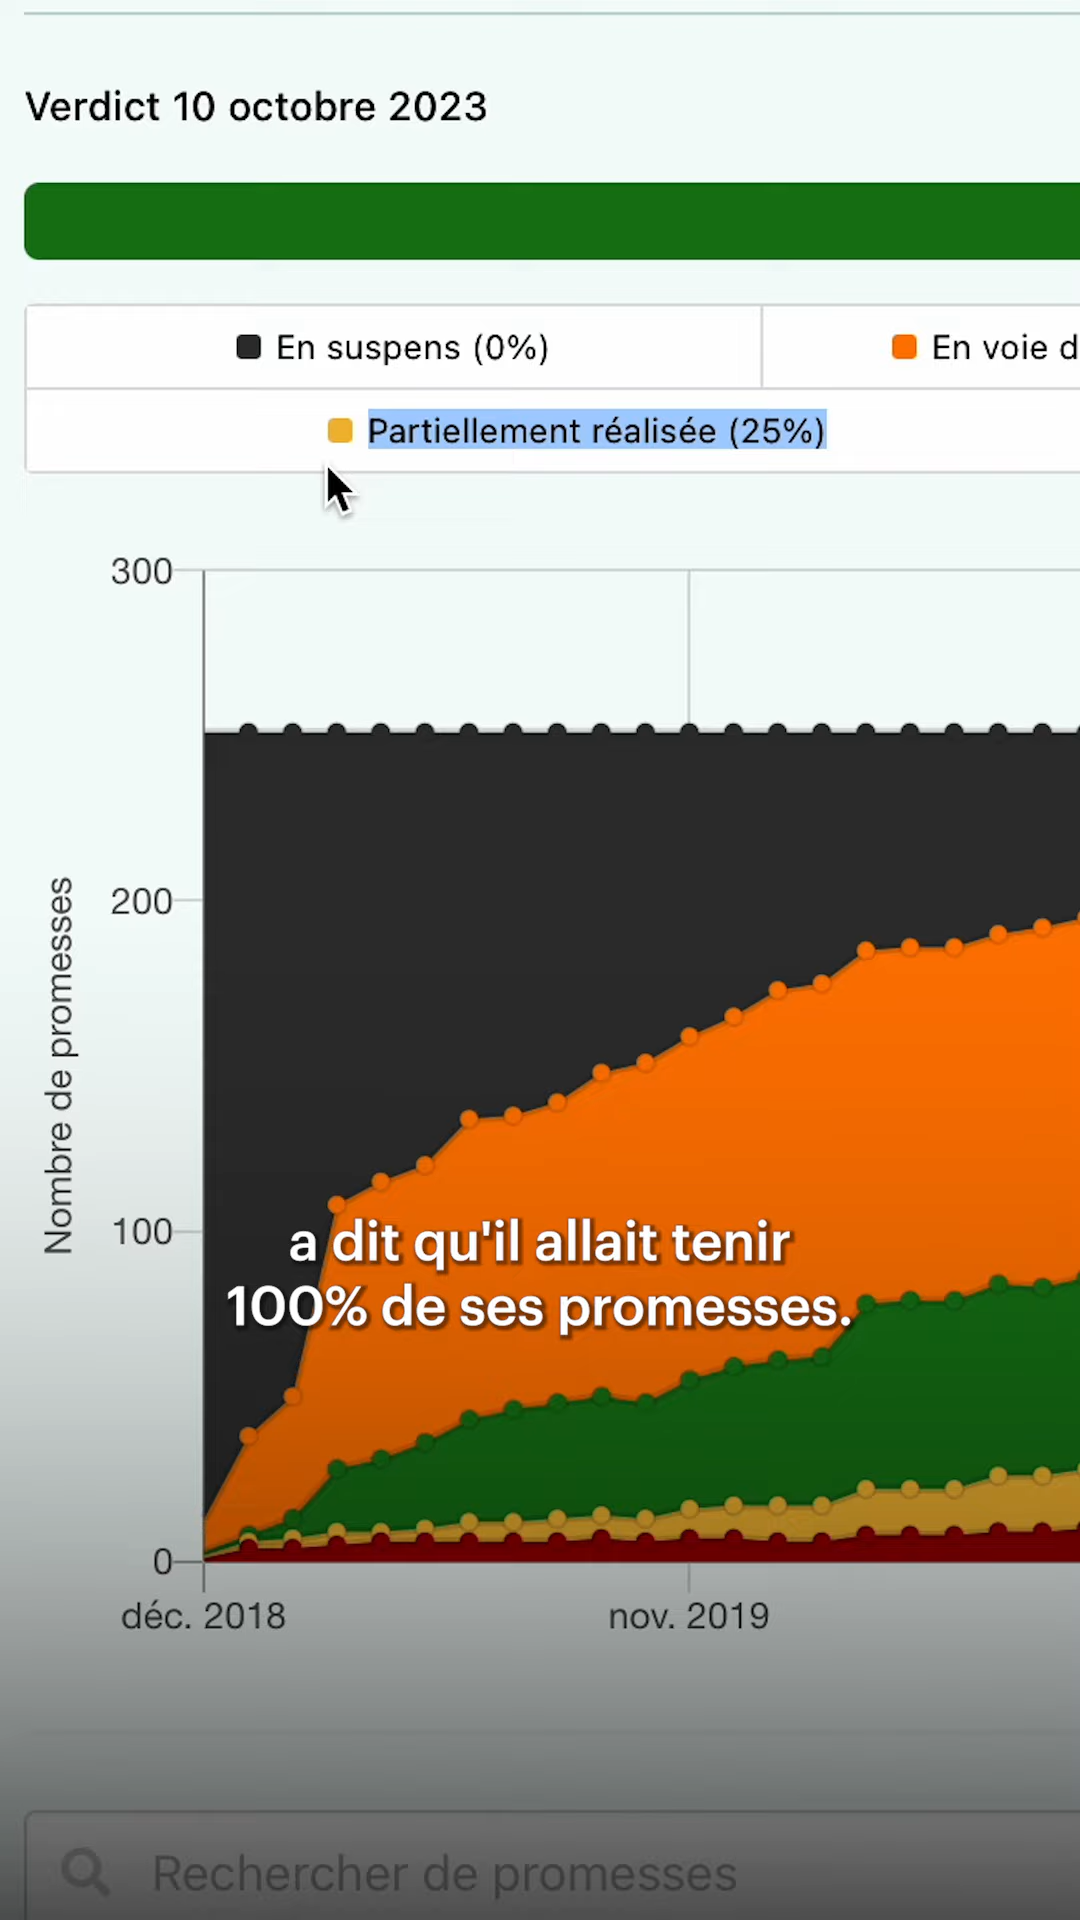 Verdict 10 octobre 2023
En suspens (0%)
En voie d
Partiellement réalisée (25%)
300
200
100
0
Nombre de promesses
a dit qu'il allait tenir
100% de ses promesses.
déc. 2018
nov. 2019
Rechercher de promesses